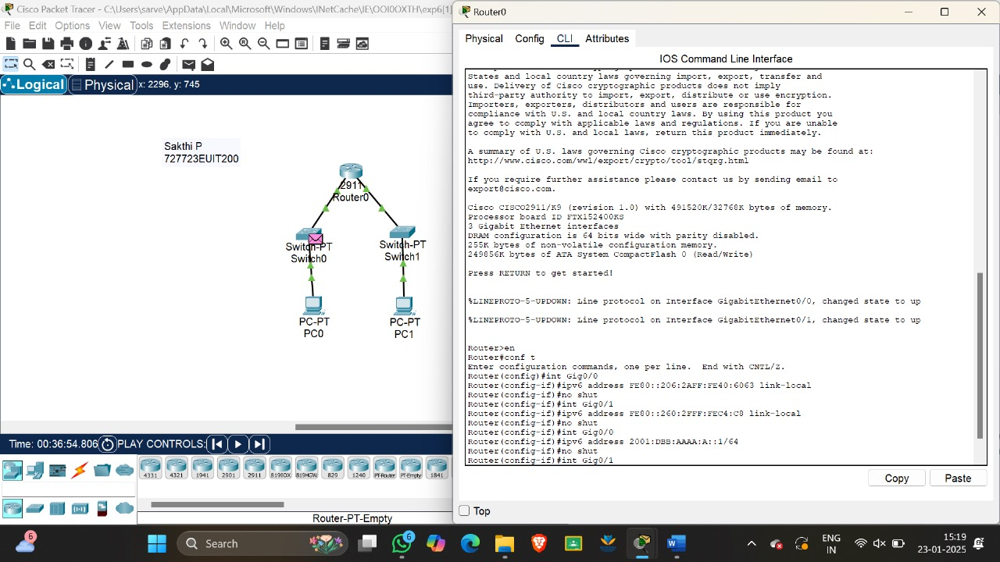 Cisco Packet Tracer - C:\Users\sarve\AppData\Local\Microsoft\Windows\INetCache\IE\OOI0OXTH\exp6[1]
File Edit Options View Tools Extensions Window Help
Logical Physical x: 2296, y: 745
Sakthi P
727723EUIT200
2911
Router0
Switch-PT
Switch0
Switch-PT
Switch1
PC-PT
PC0
PC-PT
PC1
Time: 00:36:54.806 PLAY CONTROLS:
4331 4321 1941 2901 2911 819IOX 819HGW 829 1240 PT-Router PT-Empty 1841
Router-PT-Empty
Router0
Physical Config CLI Attributes
IOS Command Line Interface
States and local country laws governing import, export, transfer and
use. Delivery of Cisco cryptographic products does not imply
third-party authority to import, export, distribute or use encryption.
Importers, exporters, distributors and users are responsible for
compliance with U.S. and local country laws. By using this product you
agree to comply with applicable laws and regulations. If you are unable
to comply with U.S. and local laws, return this product immediately.
A summary of U.S. laws governing Cisco cryptographic products may be found at:
http://www.cisco.com/wwl/export/crypto/tool/stqrg.html
If you require further assistance please contact us by sending email to
export@cisco.com.
Cisco CISCO2911/K9 (revision 1.0) with 491520K/32768K bytes of memory.
Processor board ID FTX152400KS
3 Gigabit Ethernet interfaces
DRAM configuration is 64 bits wide with parity disabled.
255K bytes of non-volatile configuration memory.
249856K bytes of ATA System CompactFlash 0 (Read/Write)
Press RETURN to get started!
%LINEPROTO-5-UPDOWN: Line protocol on Interface GigabitEthernet0/0, changed state to up
%LINEPROTO-5-UPDOWN: Line protocol on Interface GigabitEthernet0/1, changed state to up
Router>en
Router#conf t
Enter configuration commands, one per line.  End with CNTL/Z.
Router(config)#int Gig0/0
Router(config-if)#ipv6 address FE80::206:2AFF:FE40:6063 link-local
Router(config-if)#no shut
Router(config-if)#int Gig0/1
Router(config-if)#ipv6 address FE80::260:2FFF:FEC4:C8 link-local
Router(config-if)#no shut
Router(config-if)#int Gig0/0
Router(config-if)#ipv6 address 2001:DBB:AAAA:A::1/64
Router(config-if)#no shut
Router(config-if)#int Gig0/1
Copy Paste
Top
6
Search
6
ENG
IN
15:19
23-01-2025